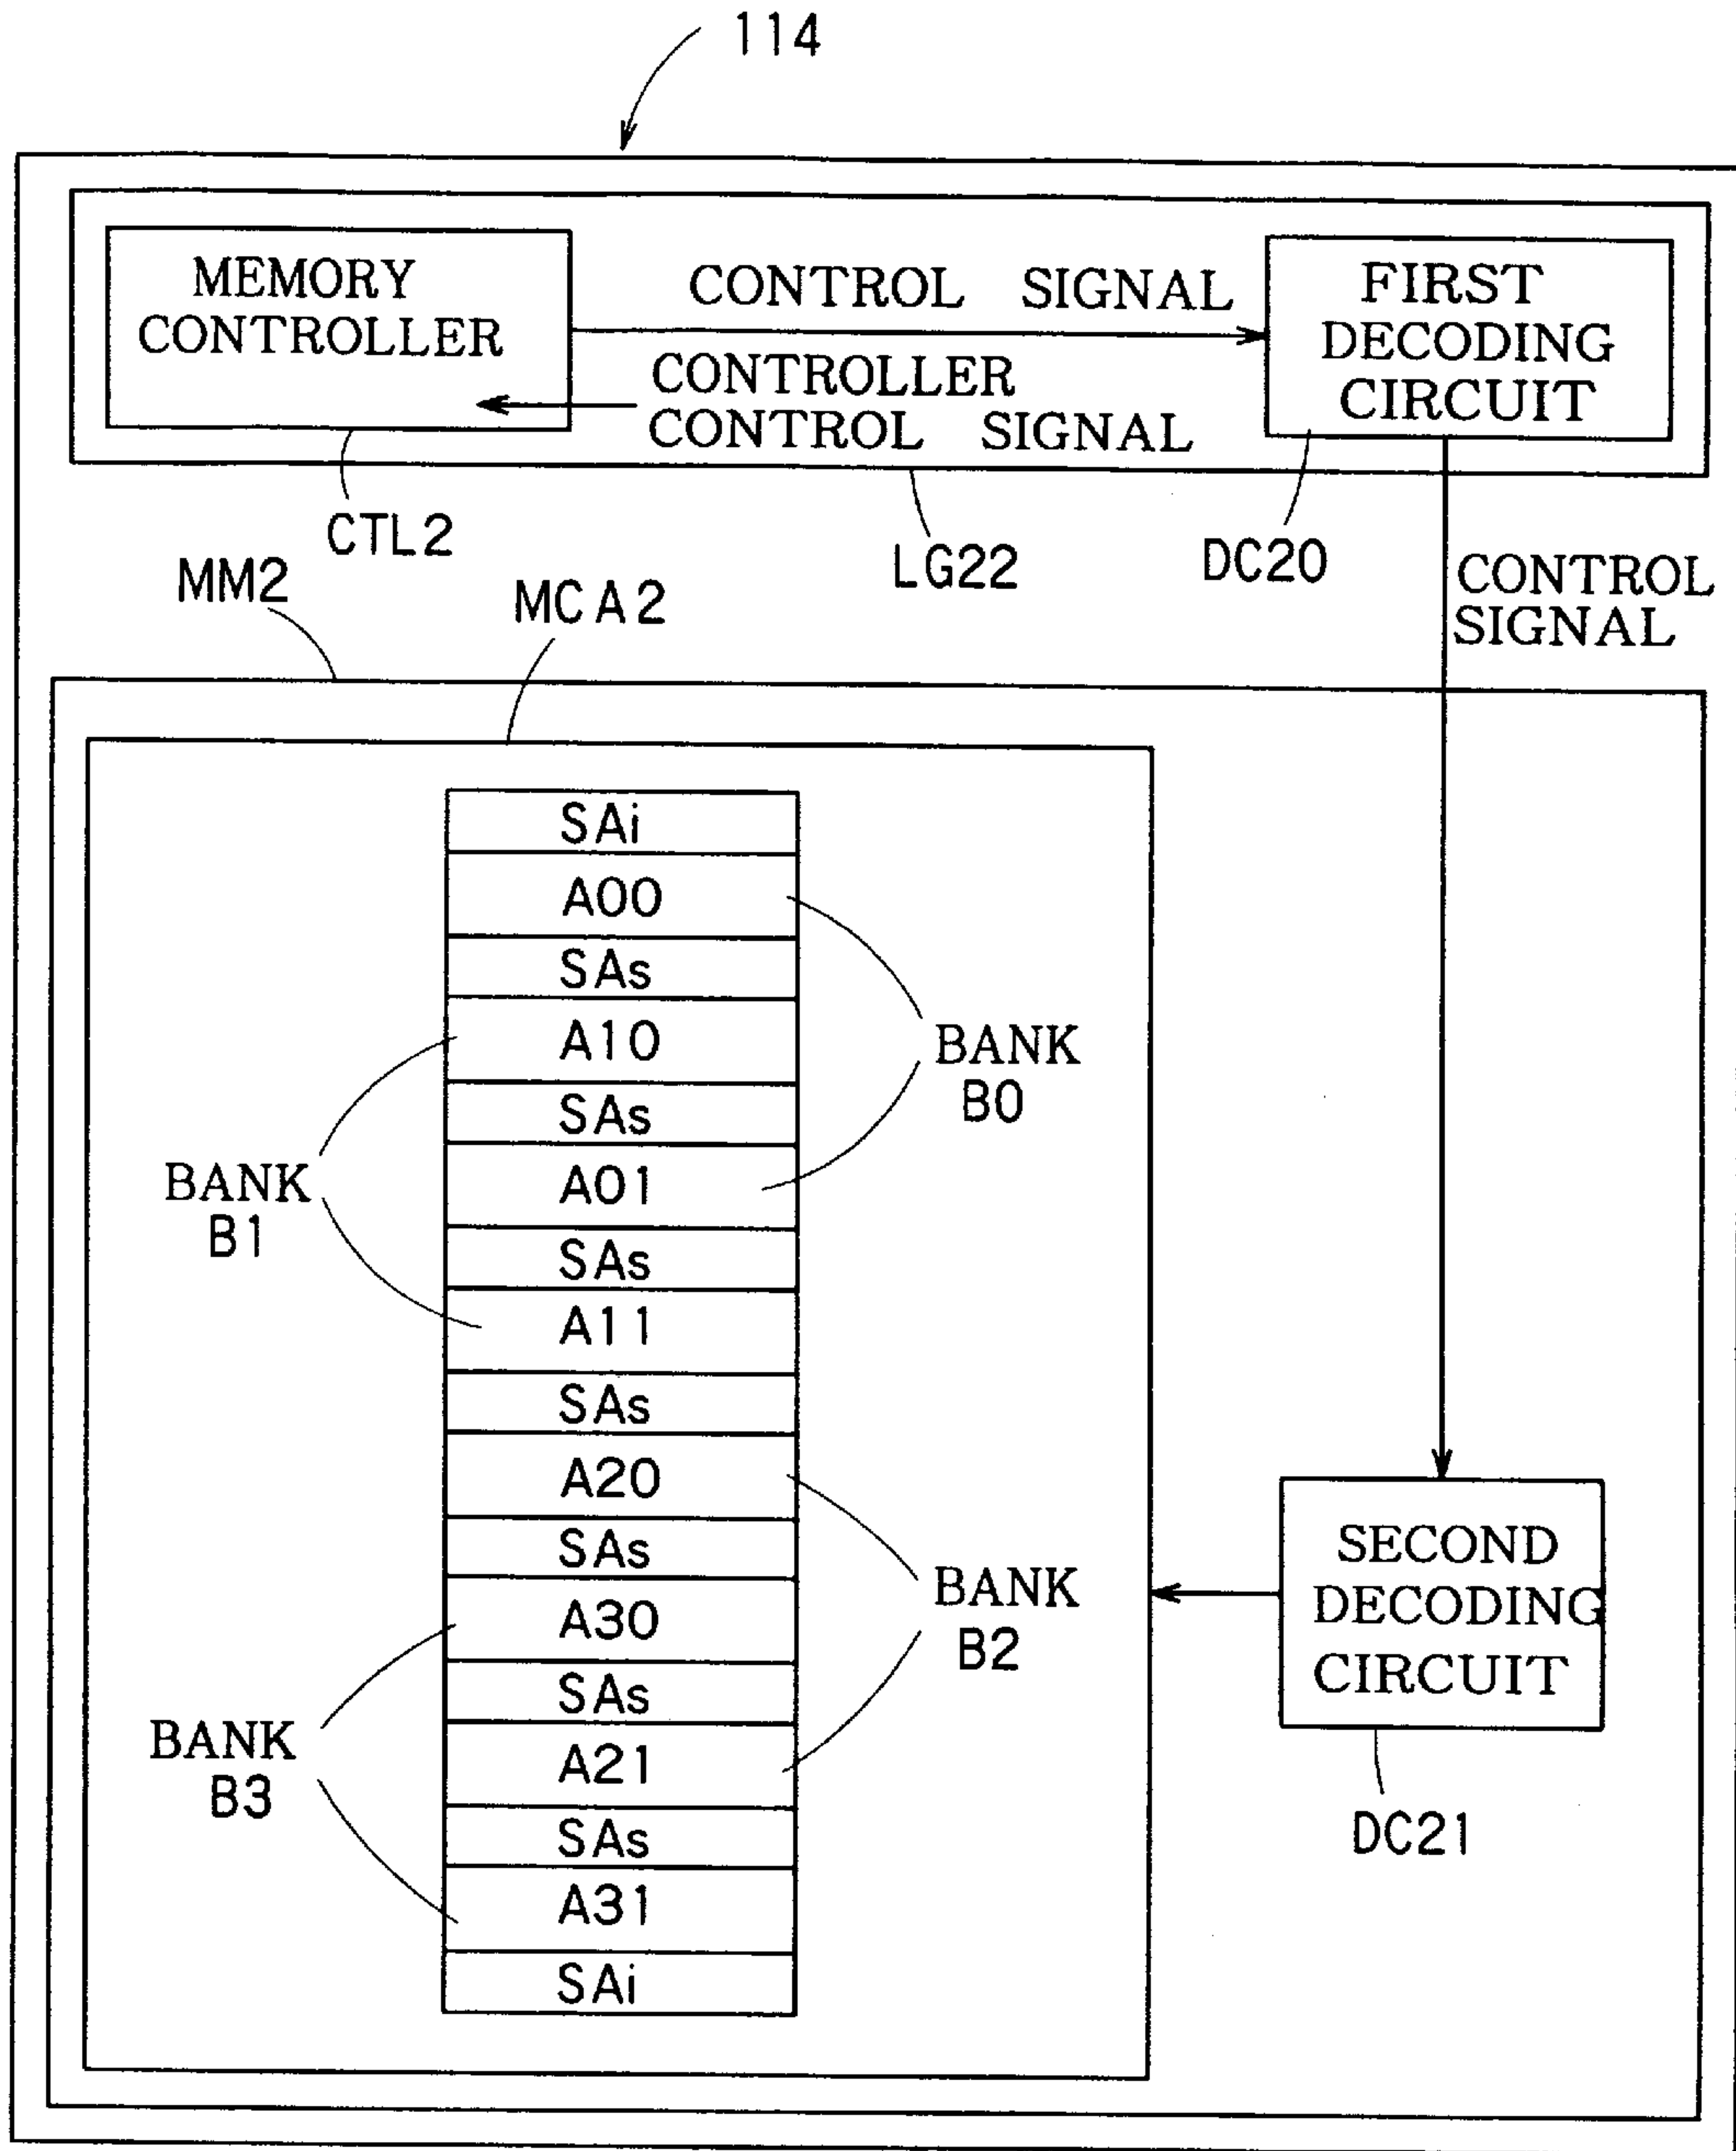 114
MEMORY
CONTROLLER
CONTROL SIGNAL
FIRST
DECODING
CIRCUIT
CONTROLLER
CONTROL SIGNAL
CTL2
LG22
DC20
CONTROL
SIGNAL
MM2
MCA2
SAi
A00
SAs
A10
SAs
A01
SAs
A11
SAs
A20
SAs
A30
SAs
A21
SAs
A31
SAi
BANK
B0
BANK
B1
BANK
B2
BANK
B3
SECOND
DECODING
CIRCUIT
DC21